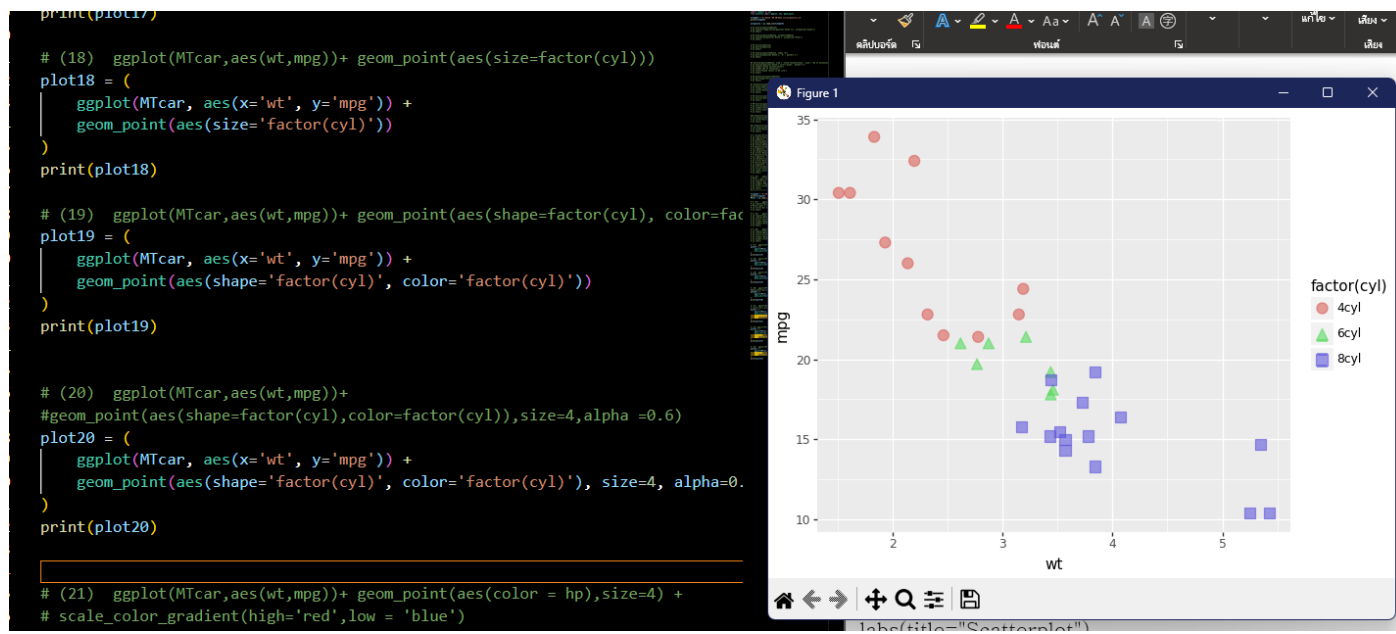 print(plot17)
# (18)  ggplot(MTcar,aes(wt,mpg))+ geom_point(aes(size=factor(cyl)))
plot18 = (
    ggplot(MTcar, aes(x='wt', y='mpg')) +
    geom_point(aes(size='factor(cyl)'))
)
print(plot18)
# (19)  ggplot(MTcar,aes(wt,mpg))+ geom_point(aes(shape=factor(cyl), color=fac
plot19 = (
    ggplot(MTcar, aes(x='wt', y='mpg')) +
    geom_point(aes(shape='factor(cyl)', color='factor(cyl)'))
)
print(plot19)
# (20)  ggplot(MTcar,aes(wt,mpg))+
#geom_point(aes(shape=factor(cyl),color=factor(cyl)),size=4,alpha =0.6)
plot20 = (
    ggplot(MTcar, aes(x='wt', y='mpg')) +
    geom_point(aes(shape='factor(cyl)', color='factor(cyl)'), size=4, alpha=0.
)
print(plot20)
# (21)  ggplot(MTcar,aes(wt,mpg))+ geom_point(aes(color = hp),size=4) +
# scale_color_gradient(high='red',low = 'blue')
A A Aa A A A 字 แก้ไข เสียง
คลิปบอร์ด ฟอนต์ เสียง
Figure 1
35
30
25
20
15
10
mpg
2 3 4 5
wt
factor(cyl)
4cyl
6cyl
8cyl
labs(title="Scatterplot")